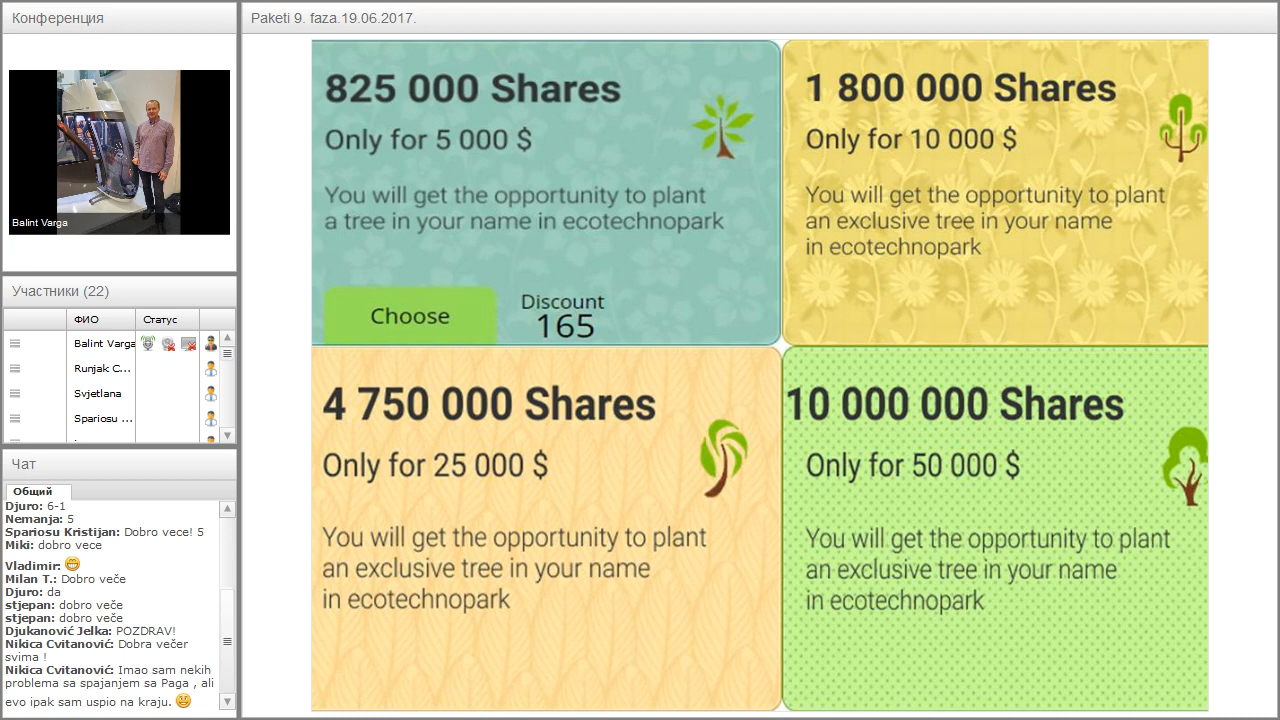 Конференция
Balint Varga
Участники (22)
ФИО
Статус
Balint Varga
Runjak C...
Svjetlana
Spariosu ...
Чат
Общий
Djuro: 6-1
Nemanja: 5
Spariosu Kristijan: Dobro vece! 5
Miki: dobro vece
Vladimir:
Milan T.: Dobro veče
Djuro: da
stjepan: dobro veče
stjepan: dobro veče
Djukanović Jelka: POZDRAV!
Nikica Cvitanović: Dobra večer
svima !
Nikica Cvitanović: Imao sam nekih
problema sa spajanjem sa Paga , ali
evo ipak sam uspio na kraju.
Paketi 9. faza.19.06.2017.
825 000 Shares
Only for 5 000 $
You will get the opportunity to plant
a tree in your name in ecotechnopark
Choose
Discount
165
1 800 000 Shares
Only for 10 000 $
You will get the opportunity to plant
an exclusive tree in your name
in ecotechnopark
4 750 000 Shares
Only for 25 000 $
You will get the opportunity to plant
an exclusive tree in your name
in ecotechnopark
10 000 000 Shares
Only for 50 000 $
You will get the opportunity to plant
an exclusive tree in your name
in ecotechnopark